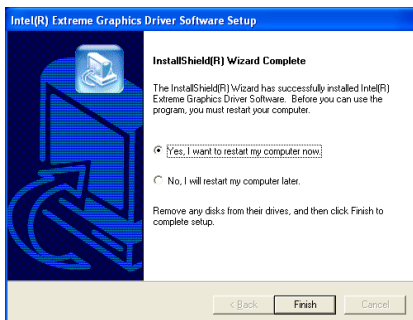 Intel(R) Extreme Graphics Driver Software Setup
InstallShield(R) Wizard Complete
The InstallShield(R) Wizard has successfully installed Intel(R)
Extreme Graphics Driver Software. Before you can use the
program, you must restart your computer.
Yes, I want to restart my computer now.
No, I will restart my computer later.
Remove any disks from their drives, and then click Finish to
complete setup.
< Back
Finish
Cancel